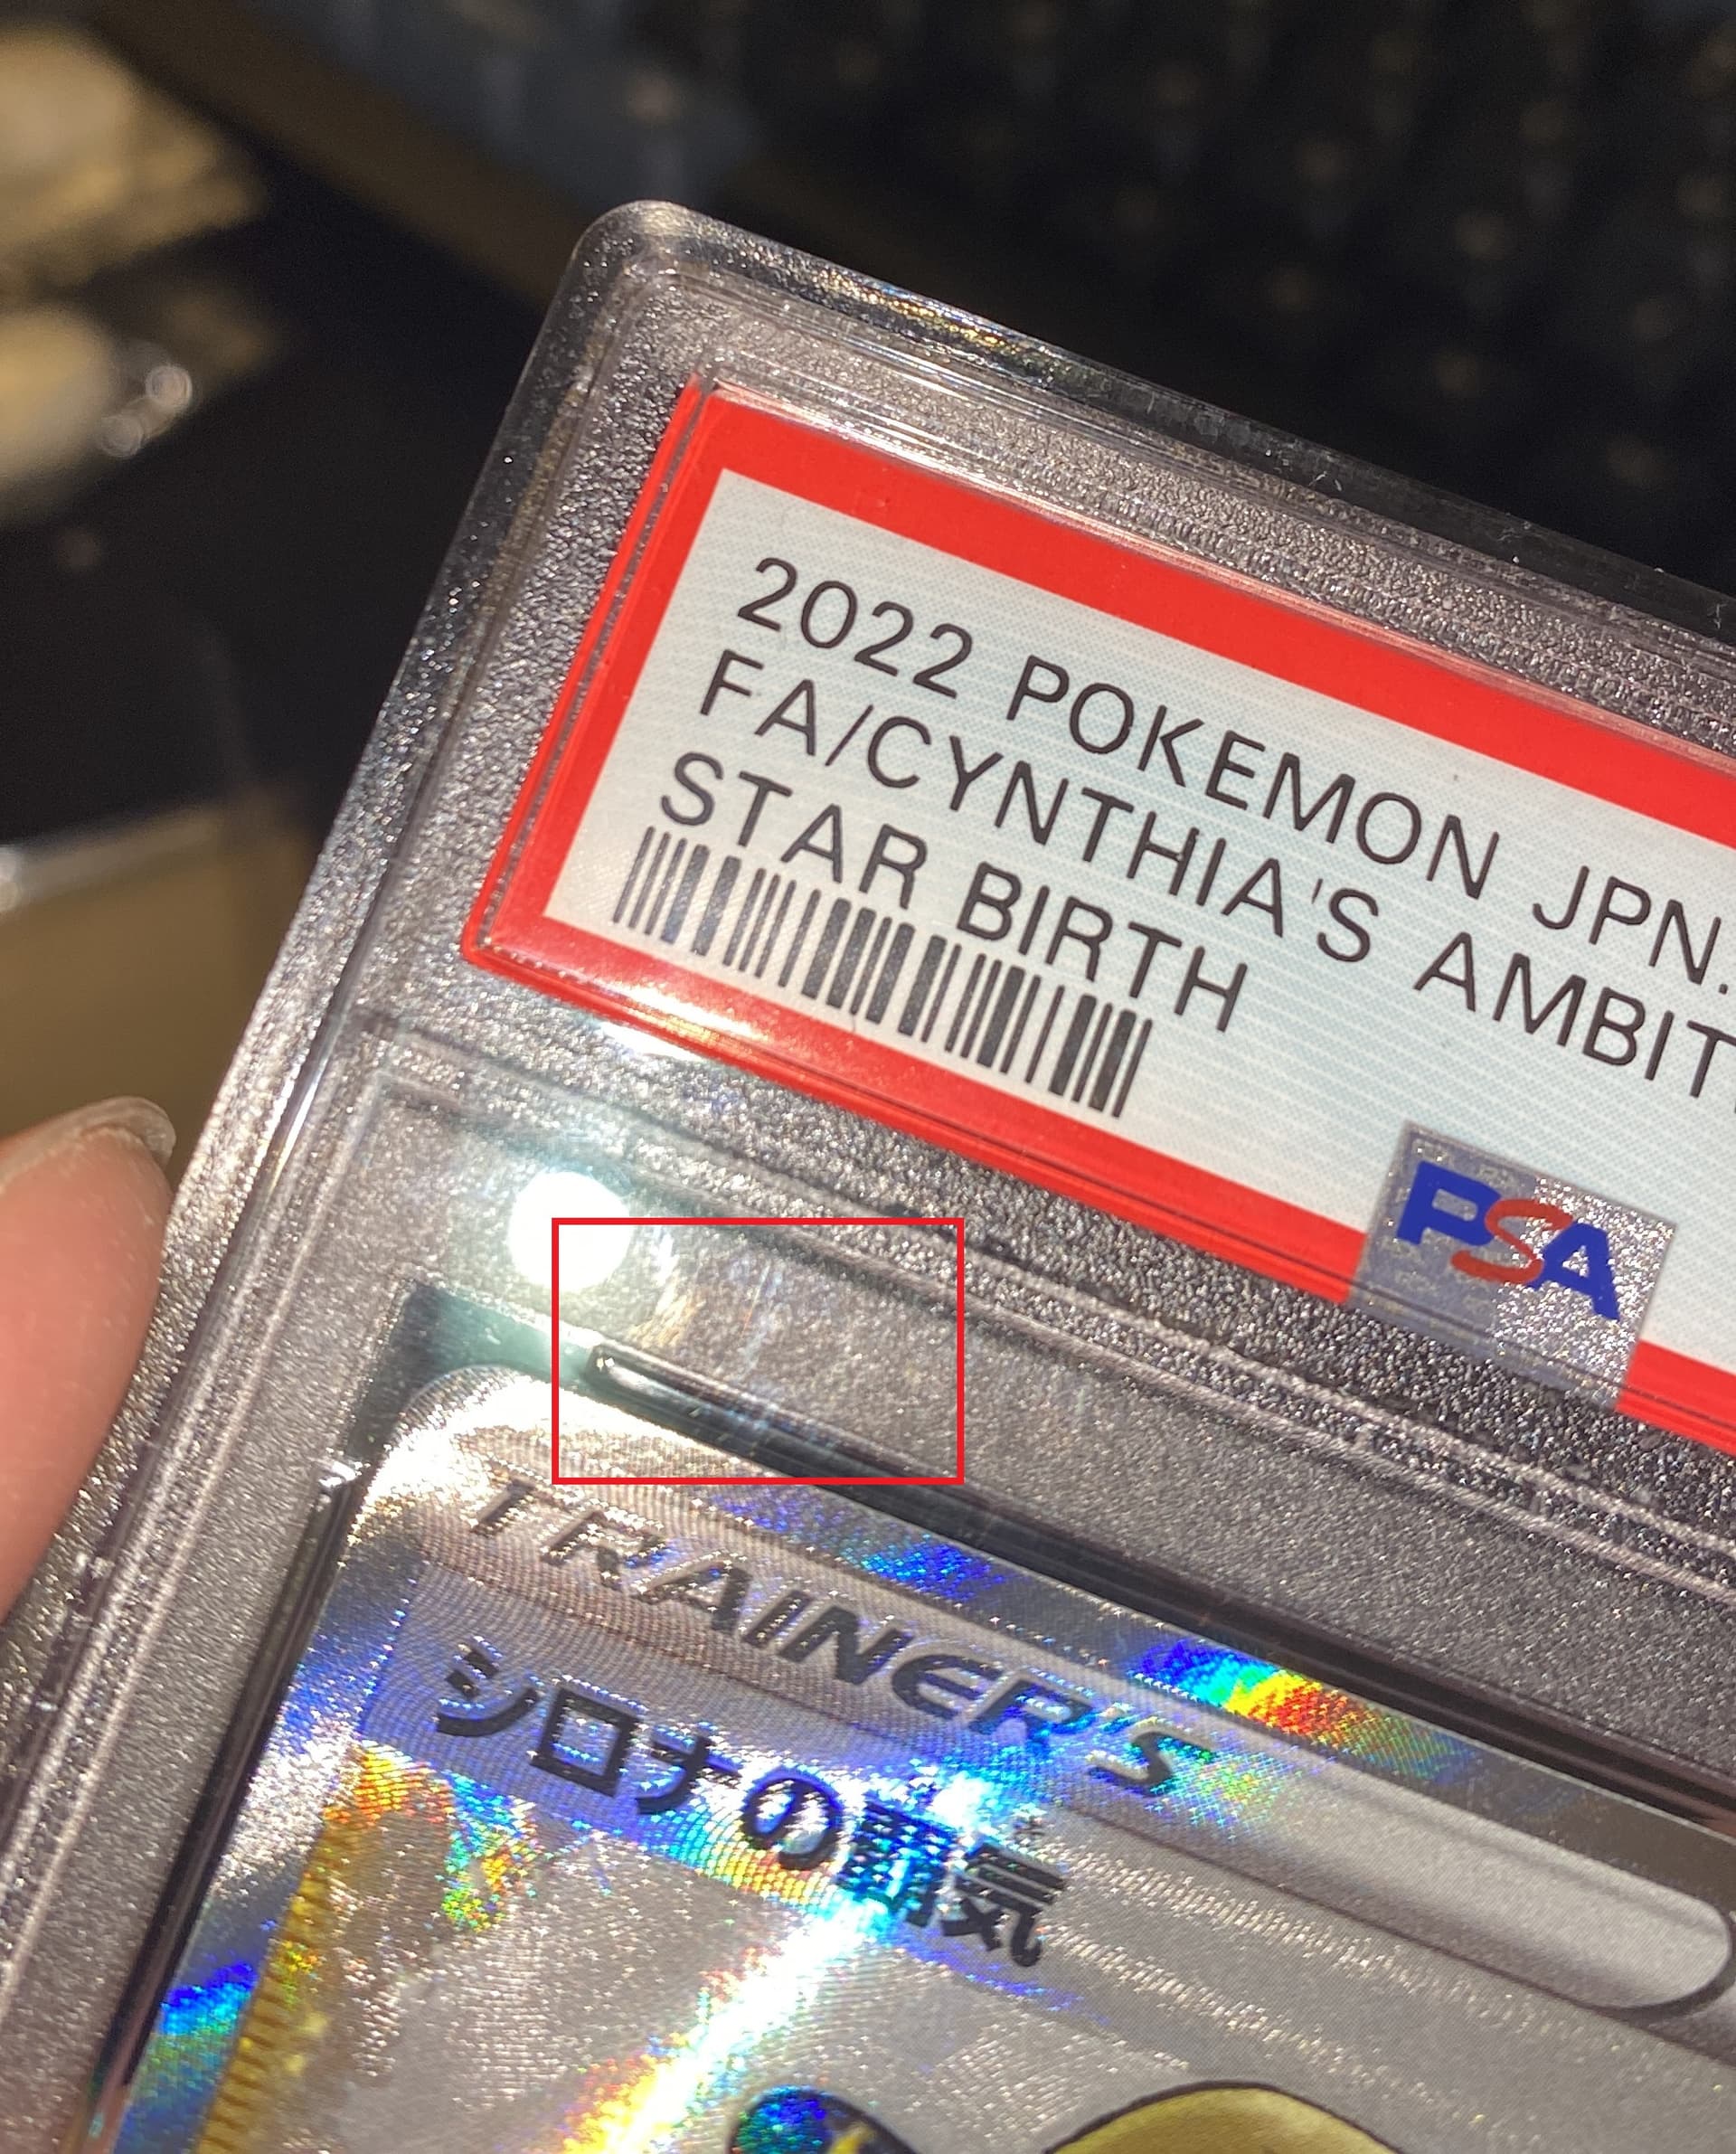 2022 POKEMON JPN.
FA/CYNTHIA'S AMBIT
STAR BIRTH
PSA
TRAINER'S
シロナの覇気